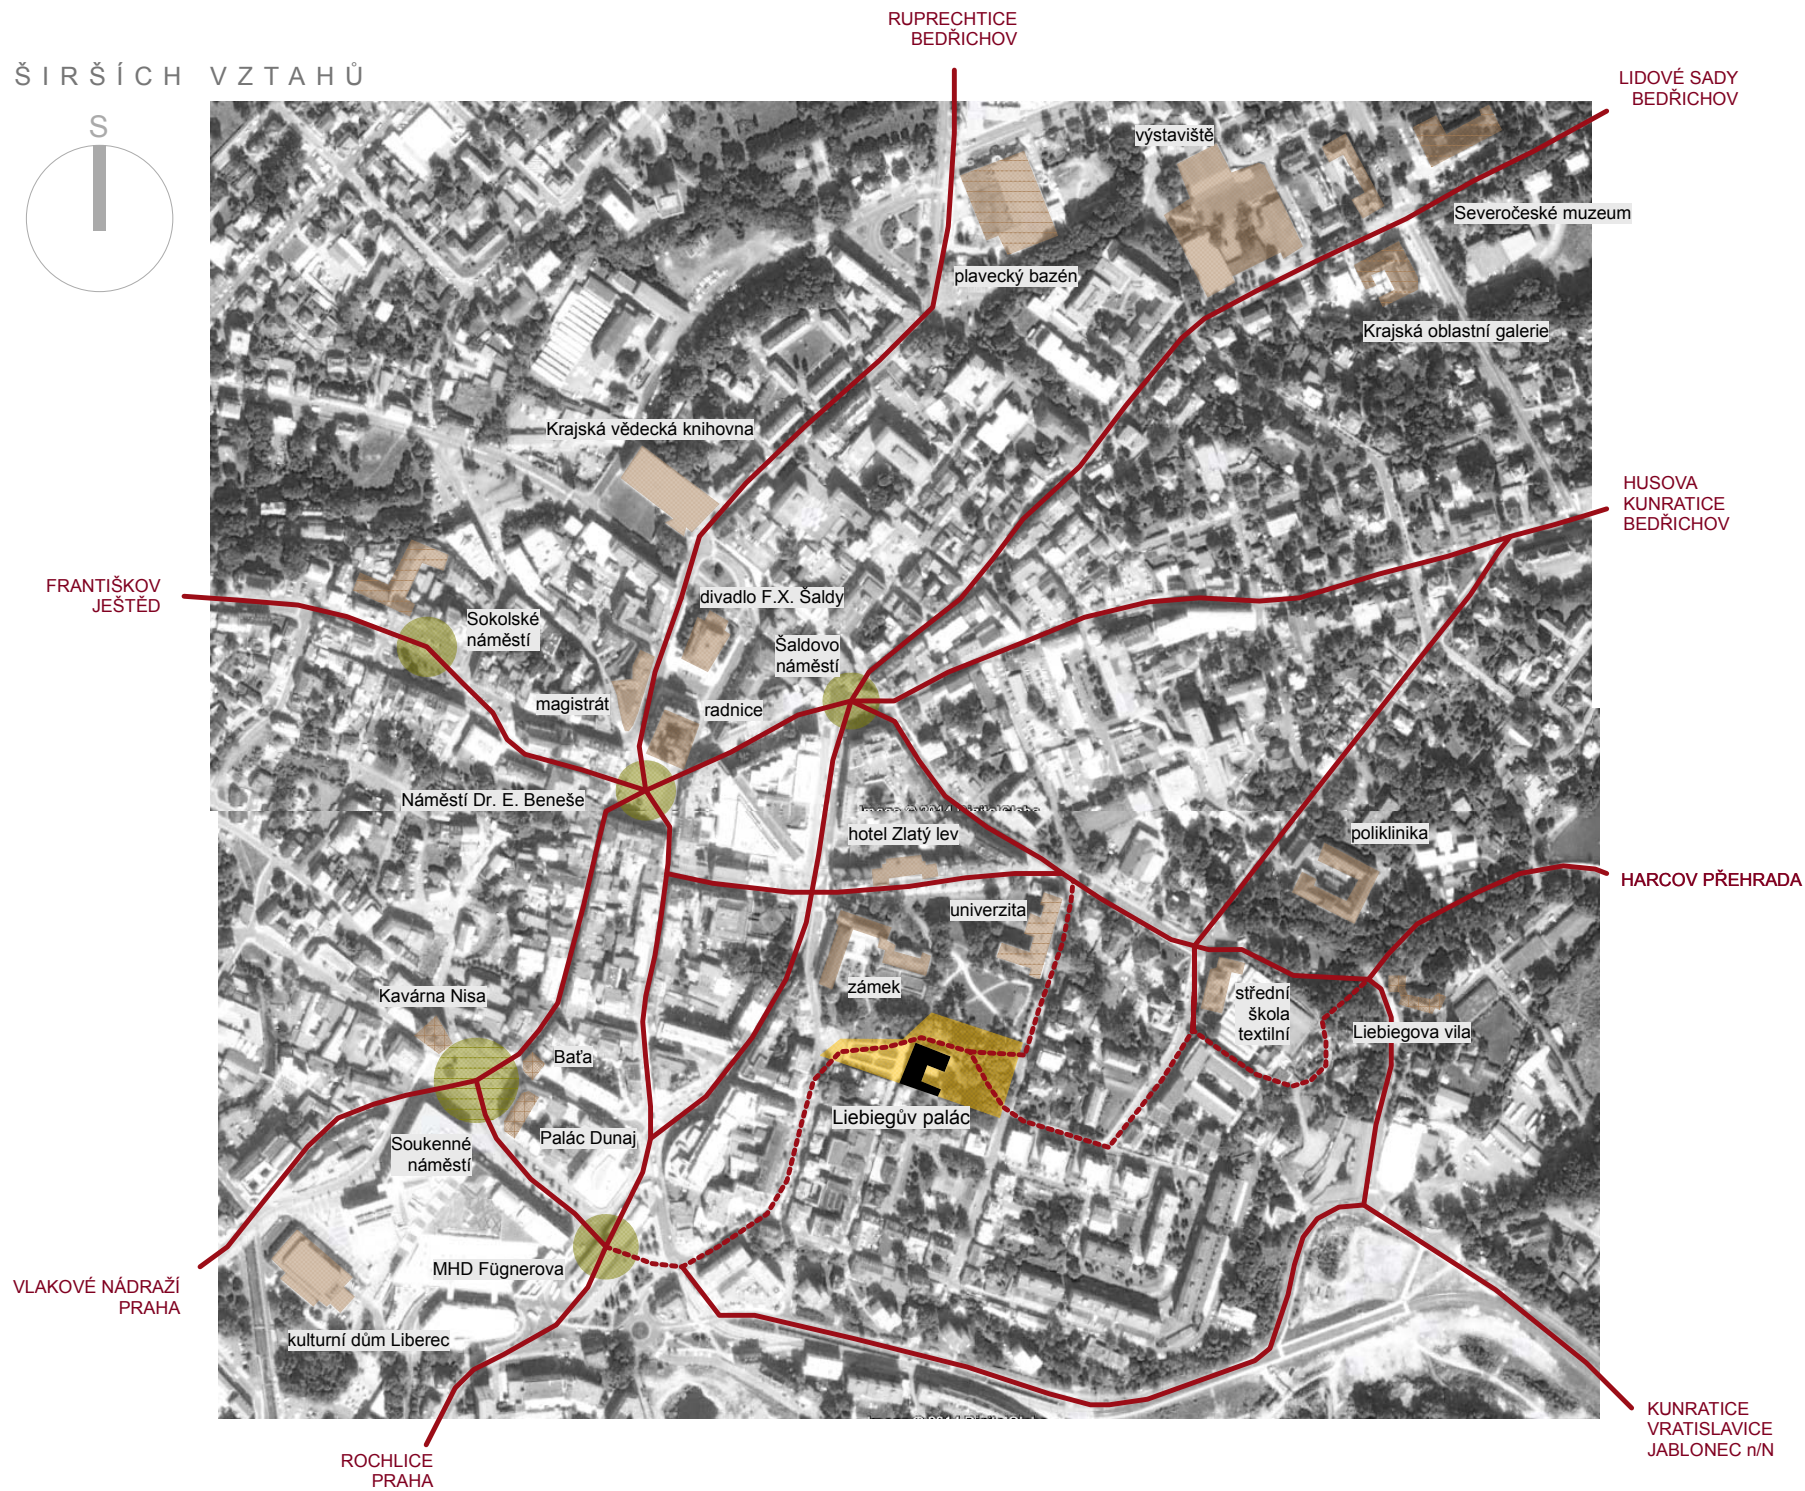 RUPRECHTICE
BEDŘICHOV
ŠIRŠÍCH VZTAHŮ
LIDOVÉ SADY
BEDŘICHOV
S
výstaviště
Severočeské muzeum
plavecký bazén
Krajská oblastní galerie
Krajská vědecká knihovna
HUSOVA
KUNRATICE
BEDŘICHOV
FRANTIŠKOV
JEŠTĚD
divadlo F.X. Šaldy
Sokolské
náměstí
Šaldovo
náměstí
magistrát
radnice
Náměstí Dr. E. Beneše
hotel Zlatý lev
poliklinika
HARCOV PŘEHRADA
univerzita
zámek
Kavárna Nisa
střední
škola
textilní
Liebiegova vila
Baťa
Liebiegův palác
Palác Dunaj
Soukenné
náměstí
MHD Fügnerova
VLAKOVÉ NÁDRAŽÍ
PRAHA
kulturní dům Liberec
KUNRATICE
VRATISLAVICE
JABLONEC n/N
ROCHLICE
PRAHA